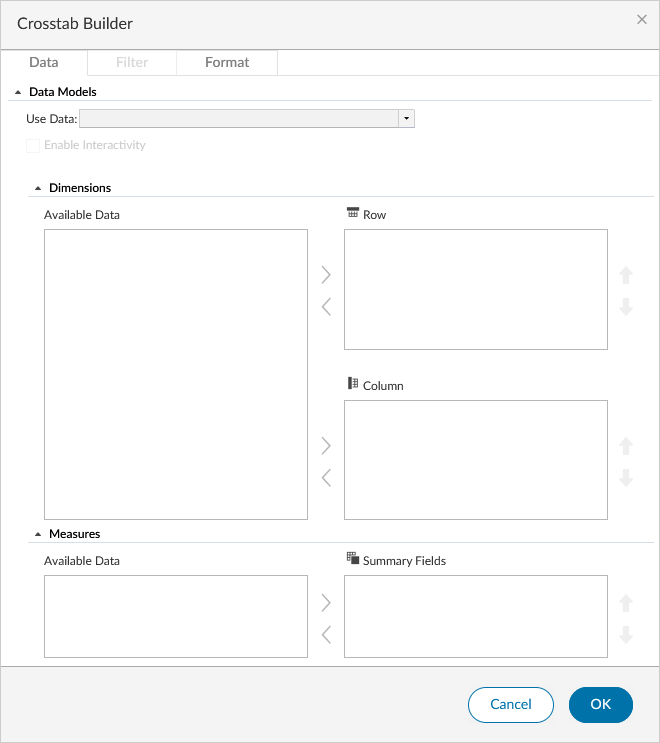 Crosstab Builder
Data
Filter
Format
Data Models
Use Data:
Enable Interactivity
Dimensions
Available Data
Row
Column
Measures
Available Data
Summary Fields
Cancel
OK